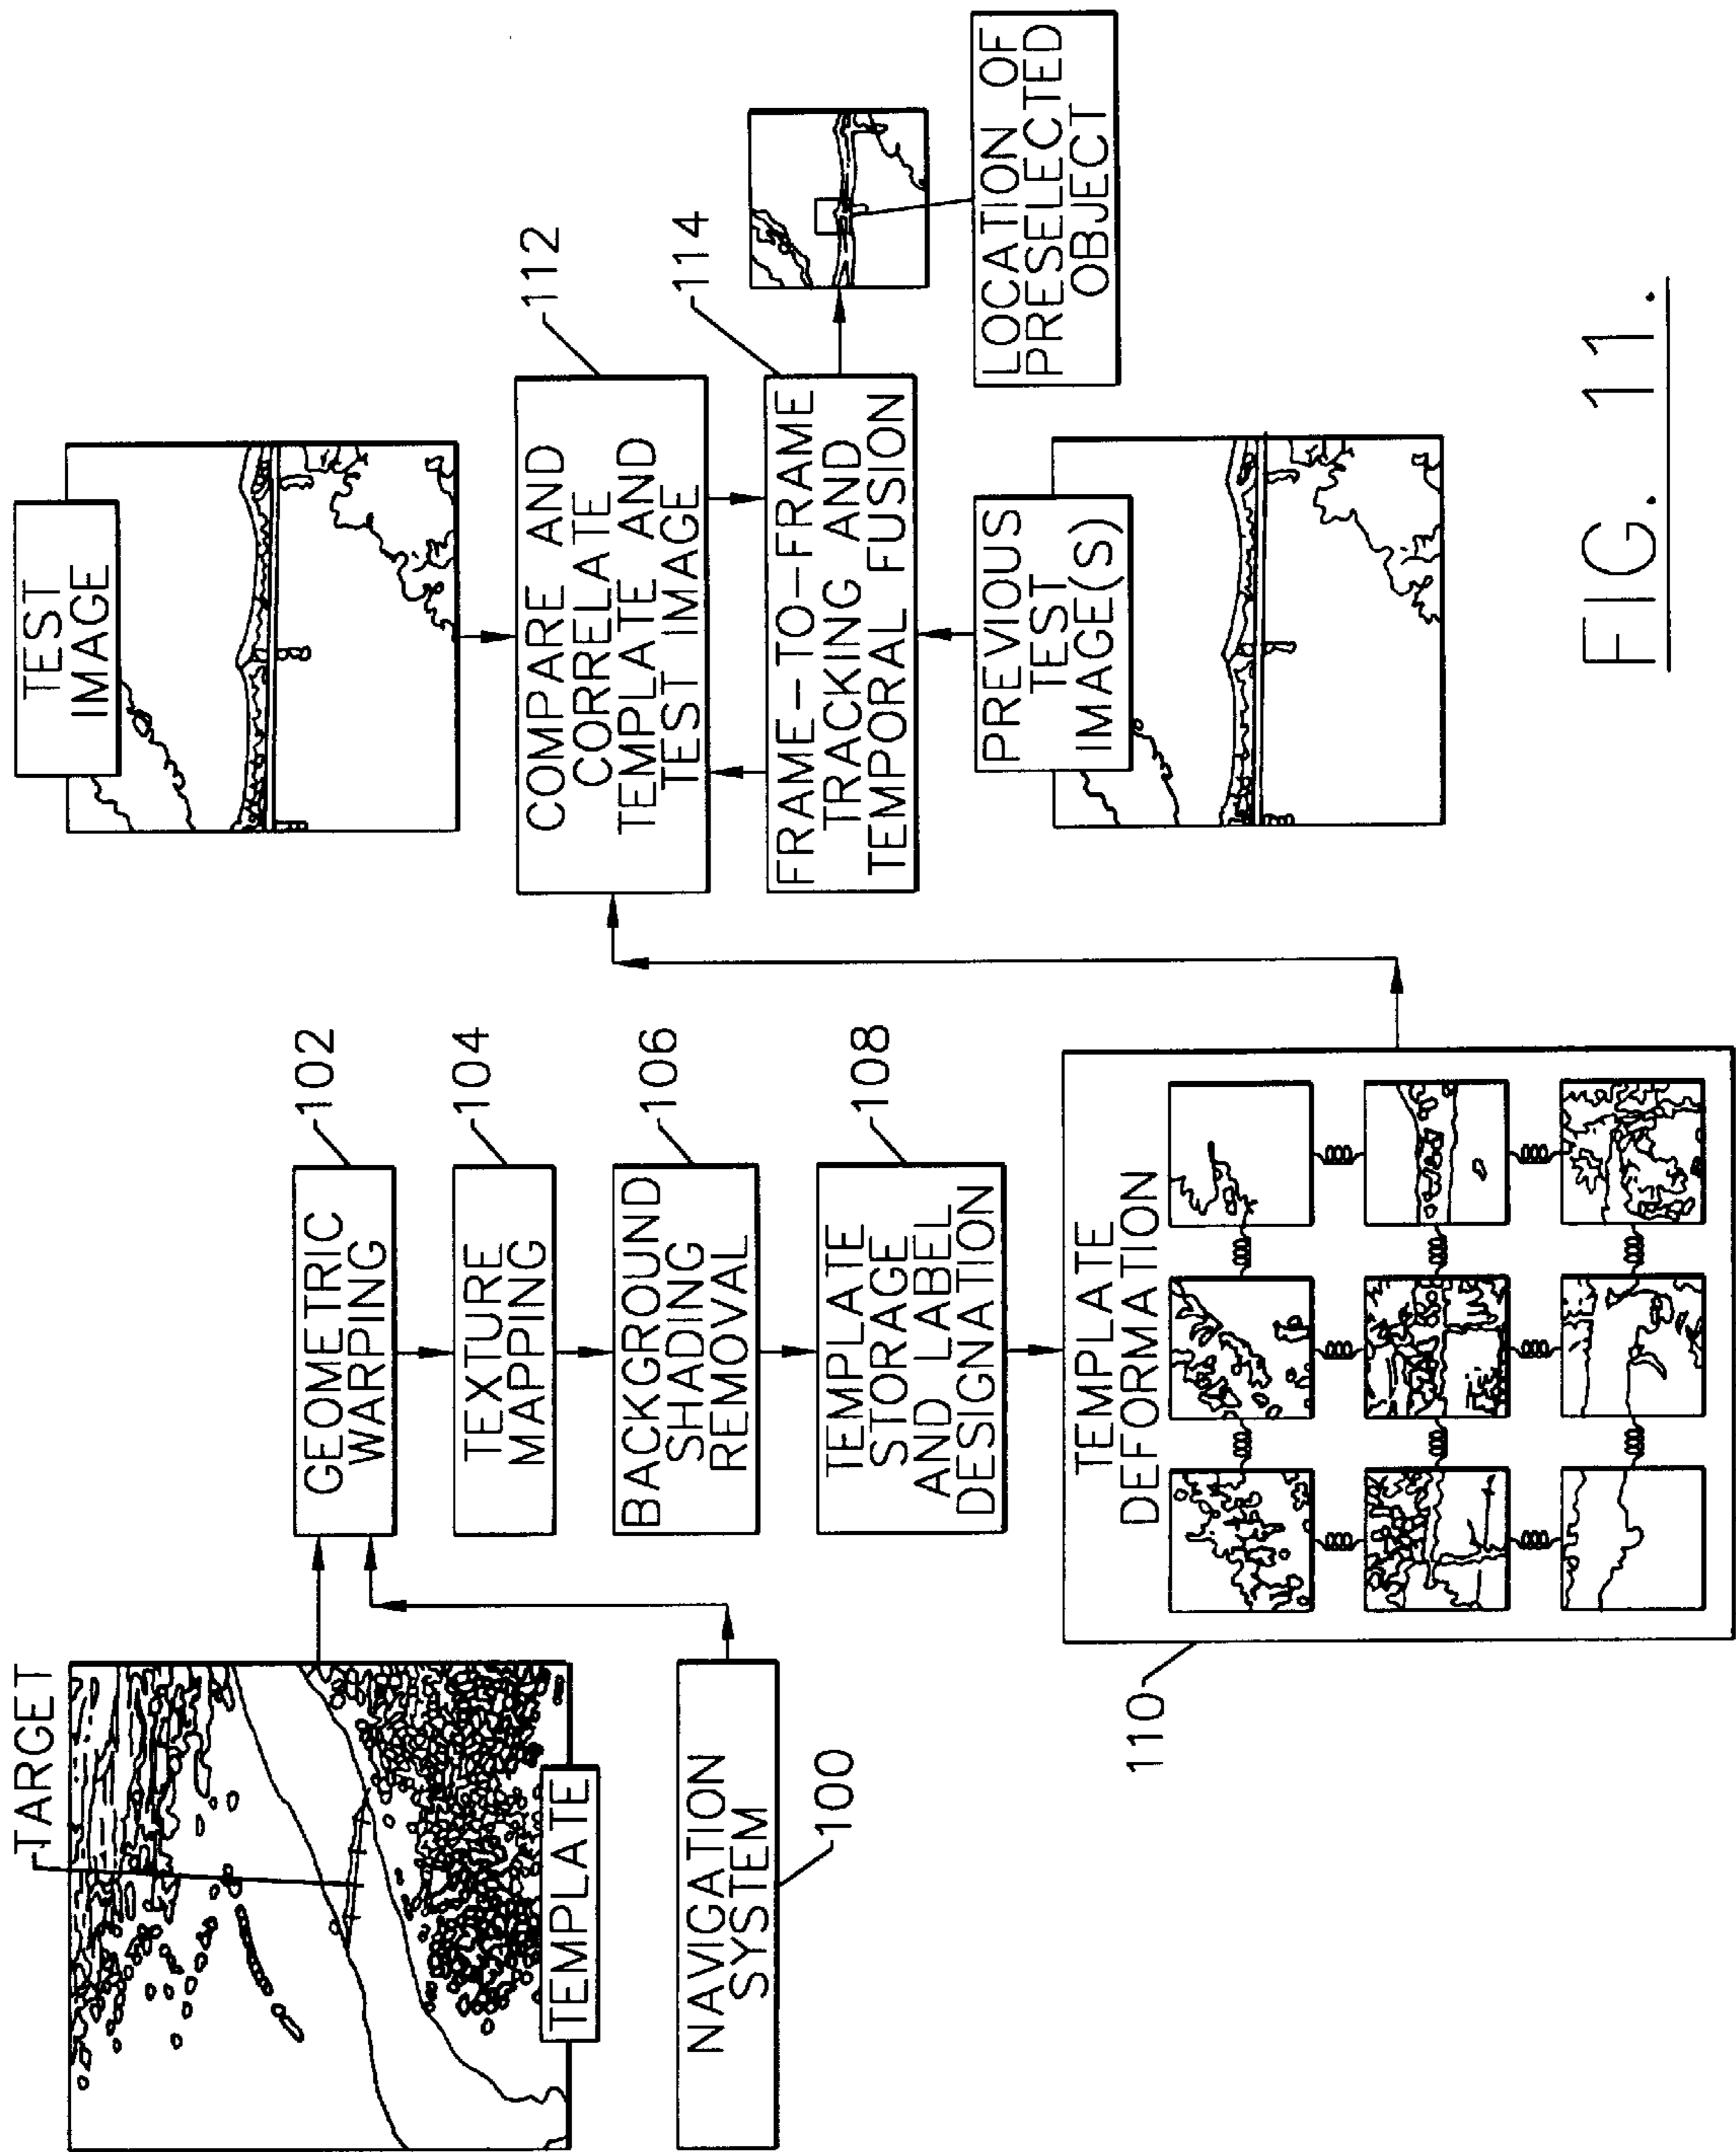 TARGET
TEMPLATE
NAVIGATION
SYSTEM
100
GEOMETRIC
WARPING
102
TEXTURE
MAPPING
104
BACKGROUND
SHADING
REMOVAL
106
TEMPLATE
STORAGE
AND LABEL
DESIGNATION
108
TEMPLATE
DEFORMATION
110
TEST
IMAGE
COMPARE AND
CORRELATE
TEMPLATE AND
TEST IMAGE
112
FRAME-TO-FRAME
TRACKING AND
TEMPORAL FUSION
114
PREVIOUS
TEST
IMAGE(S)
LOCATION OF
PRESELECTED
OBJECT
FIG. 11.